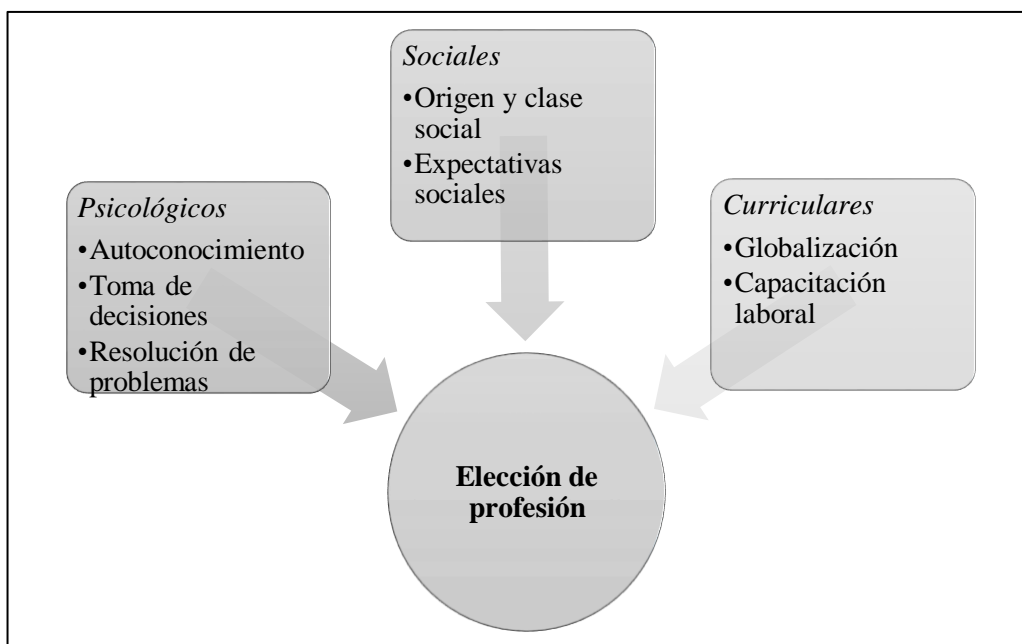 Sociales
•Origen y clase
social
•Expectativas
sociales
Psicológicos
•Autoconocimiento
•Toma de
decisiones
•Resolución de
problemas
Curriculares
•Globalización
•Capacitación
laboral
Elección de
profesión